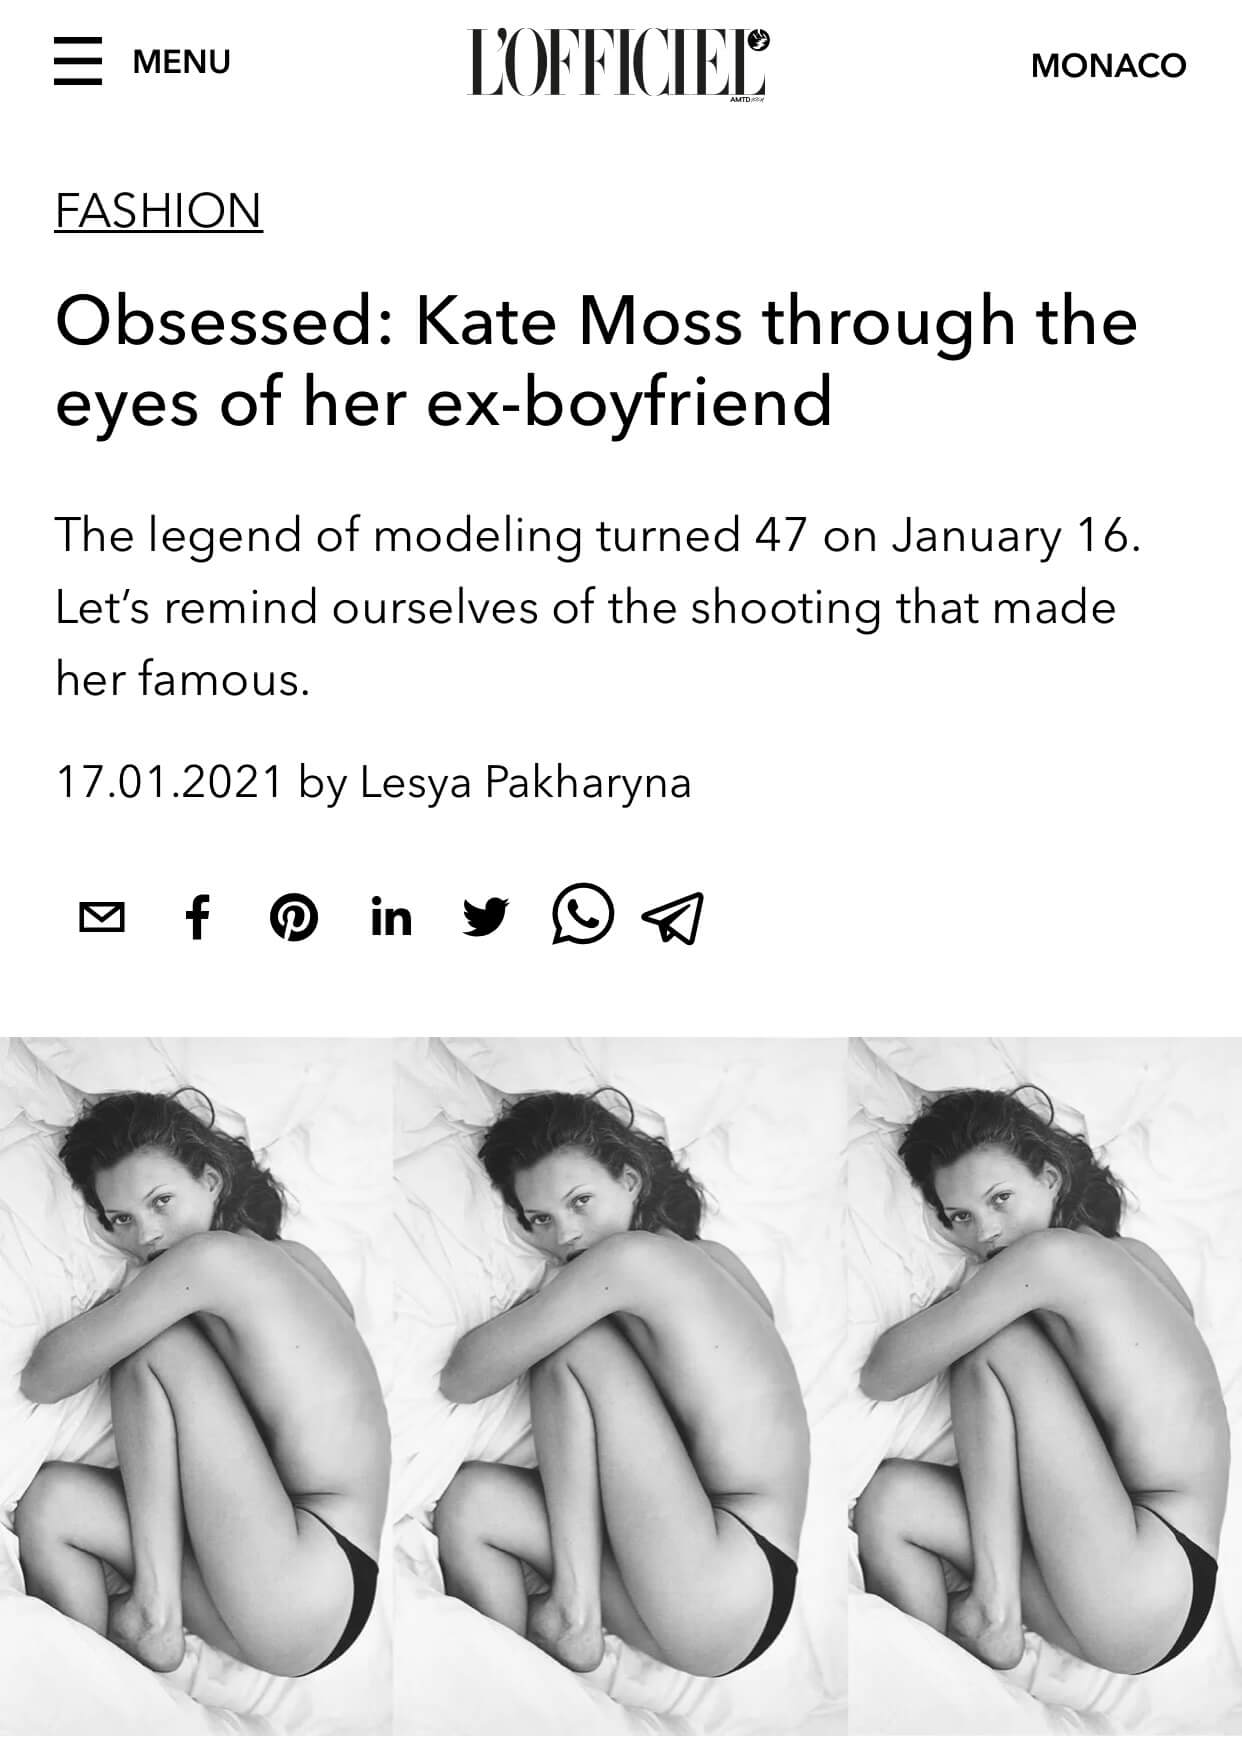 MENU
L'OFFICIEL
AMTD
MONACO
FASHION
Obsessed: Kate Moss through the
eyes of her ex-boyfriend
The legend of modeling turned 47 on January 16.
Let’s remind ourselves of the shooting that made
her famous.
17.01.2021 by Lesya Pakharyna